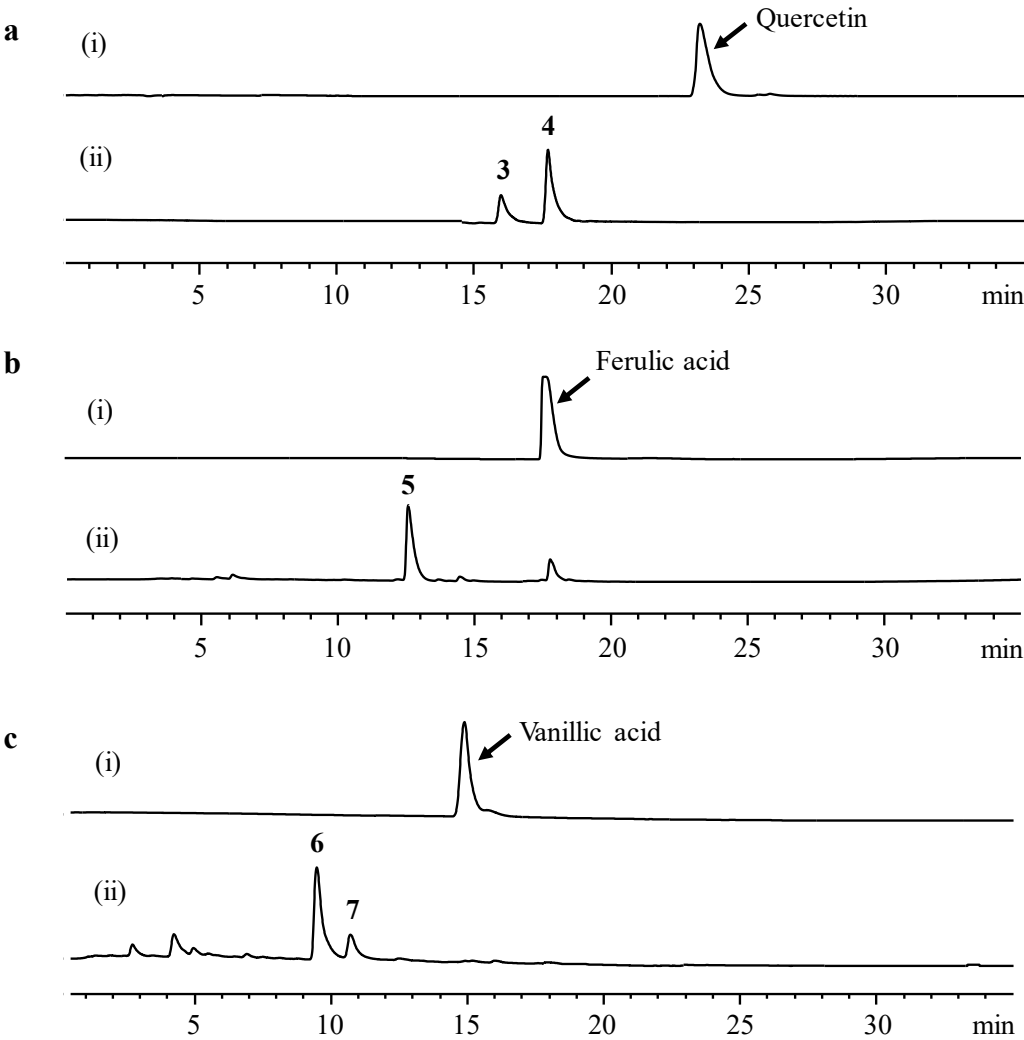 a
(i)
Quercetin
(ii)
3
4
5 10 15 20 25 30 min
b
(i)
Ferulic acid
(ii)
5
5 10 15 20 25 30 min
c
(i)
Vanillic acid
(ii)
6
7
5 10 15 20 25 30 min